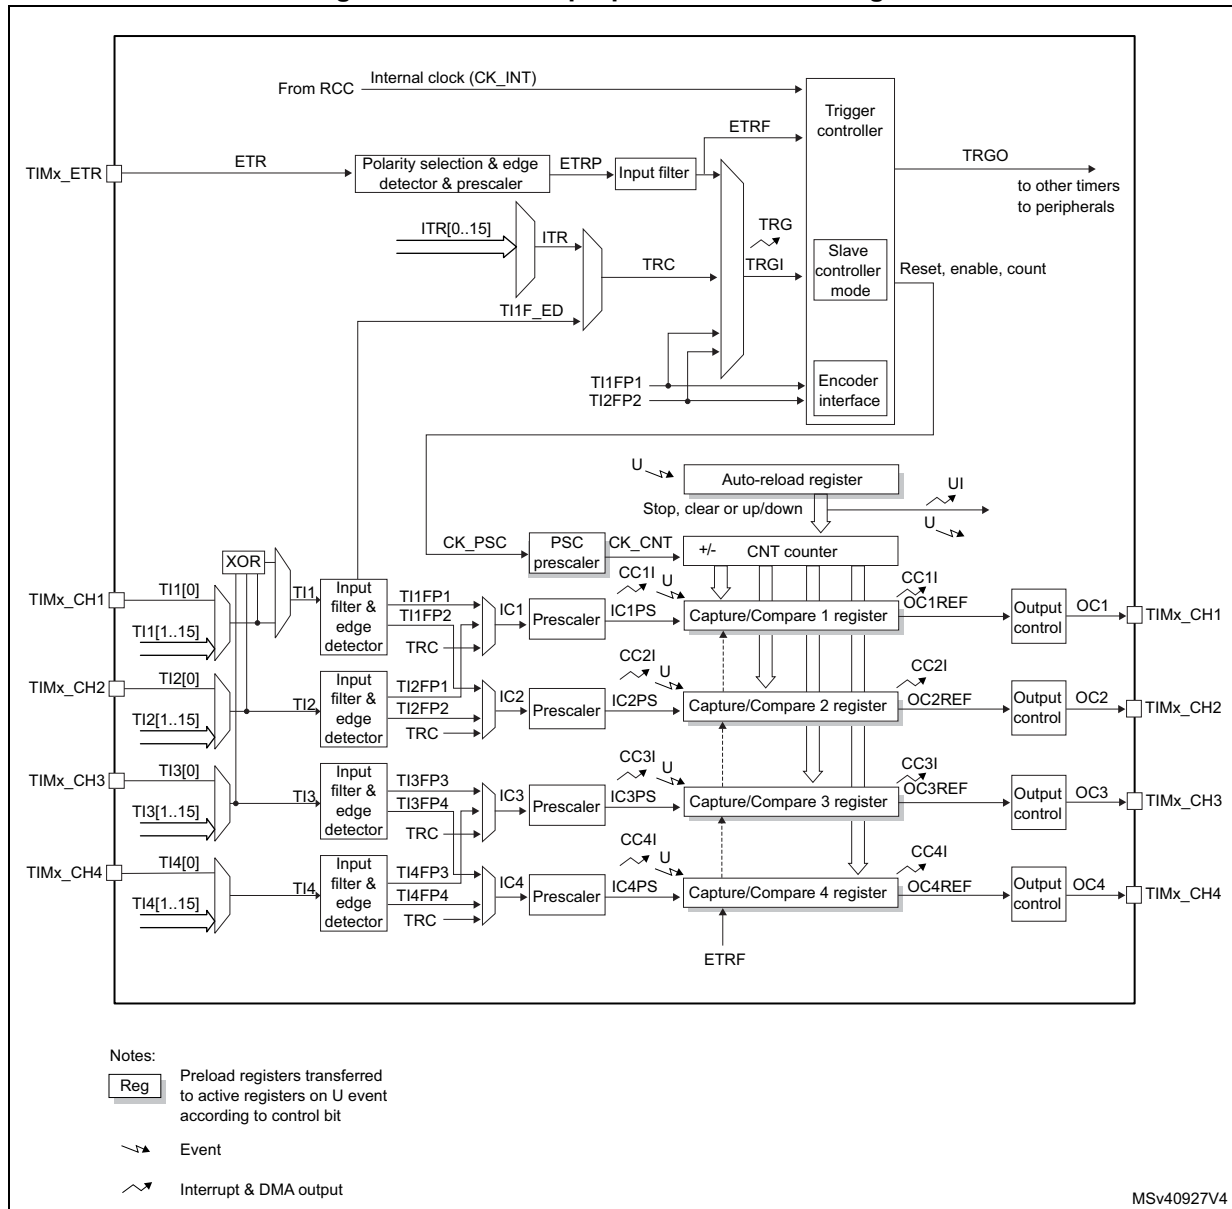 Internal clock (CK_INT)
From RCC
Trigger
controller
ETRF
TIMx_ETR
ETR
Polarity selection & edge
detector & prescaler
ETRP
Input filter
TRGO
to other timers
to peripherals
ITR[0..15]
ITR
TRG
TRC
TRGI
Slave
controller
mode
Reset, enable, count
TI1F_ED
TI1FP1
TI2FP2
Encoder
interface
U
Auto-reload register
UI
Stop, clear or up/down
U
CK_PSC
PSC
prescaler
CK_CNT
+/-
CNT counter
XOR
TIMx_CH1
TI1[0]
TI1[1..15]
TI1
Input
filter &
edge
detector
TI1FP1
TI1FP2
TRC
IC1
Prescaler
IC1PS
CC1I
U
Capture/Compare 1 register
CC1I
OC1REF
Output
control
OC1
TIMx_CH1
TIMx_CH2
TI2[0]
TI2[1..15]
TI2
Input
filter &
edge
detector
TI2FP1
TI2FP2
TRC
IC2
Prescaler
IC2PS
CC2I
U
Capture/Compare 2 register
CC2I
OC2REF
Output
control
OC2
TIMx_CH2
TIMx_CH3
TI3[0]
TI3[1..15]
TI3
Input
filter &
edge
detector
TI3FP3
TI3FP4
TRC
IC3
Prescaler
IC3PS
CC3I
U
Capture/Compare 3 register
CC3I
OC3REF
Output
control
OC3
TIMx_CH3
TIMx_CH4
TI4[0]
TI4[1..15]
TI4
Input
filter &
edge
detector
TI4FP3
TI4FP4
TRC
IC4
Prescaler
IC4PS
CC4I
U
Capture/Compare 4 register
CC4I
OC4REF
Output
control
OC4
TIMx_CH4
ETRF
Notes:
Reg
Preload registers transferred
to active registers on U event
according to control bit
Event
Interrupt & DMA output
MSv40927V4